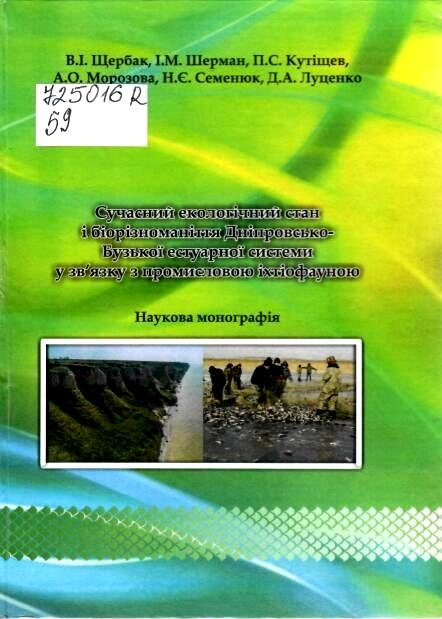 В.І. Щербак, І.М. Шерман, П.С. Кутіщев,
А.О. Морозова, Н.Є. Семенюк, Д.А. Луценко
725016 R
59
Сучасний екологічний стан
і біорізноманіття Дніпровсько-
Бузької естуарної системи
у зв'язку з промисловою іхтіофауною
Наукова монографія